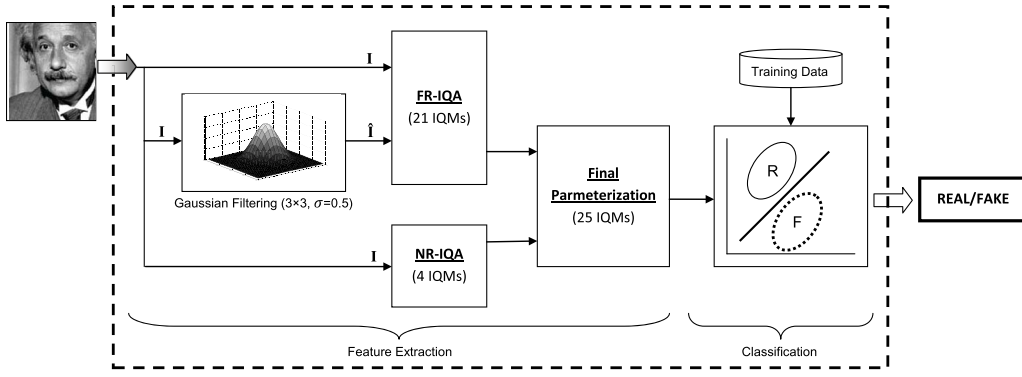 I
FR-IQA
(21 IQMs)
I
Î
Gaussian Filtering (3×3, σ=0.5)
I
NR-IQA
(4 IQMs)
Final
Parmeterization
(25 IQMs)
Training Data
R
F
REAL/FAKE
Feature Extraction
Classification